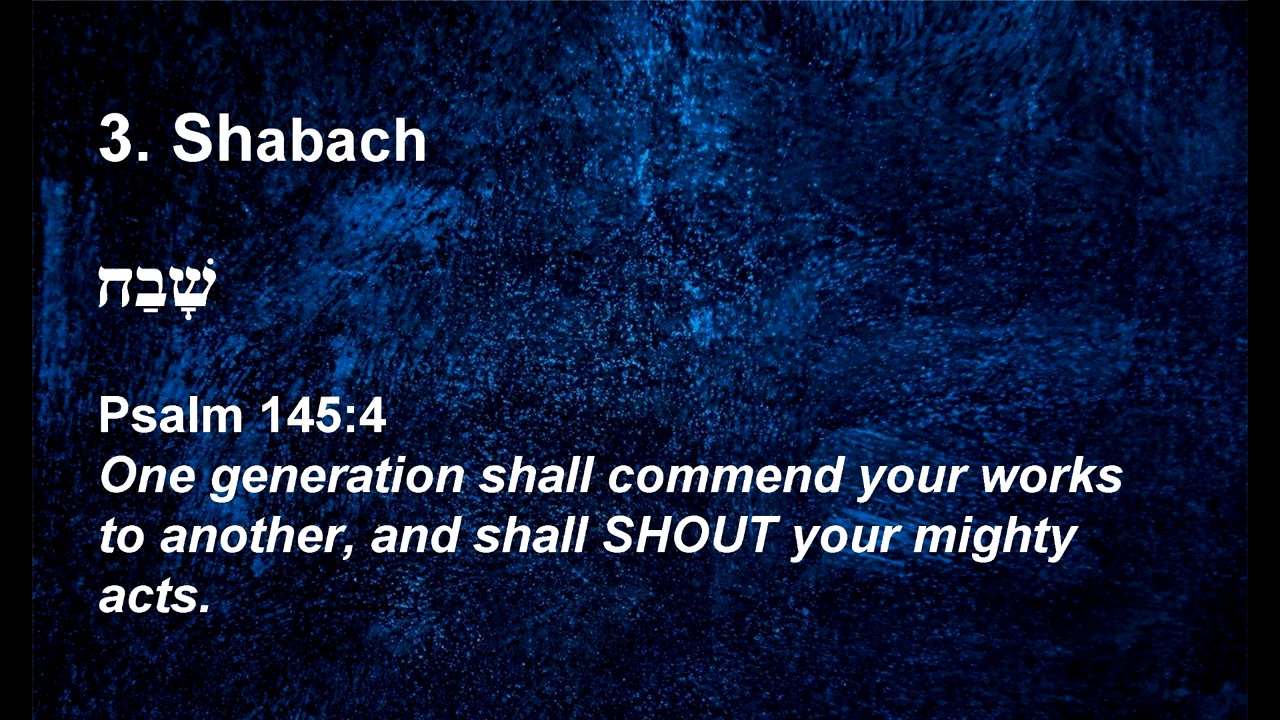 3. Shabach
שָׁבַח
Psalm 145:4
One generation shall commend your works
to another, and shall SHOUT your mighty
acts.